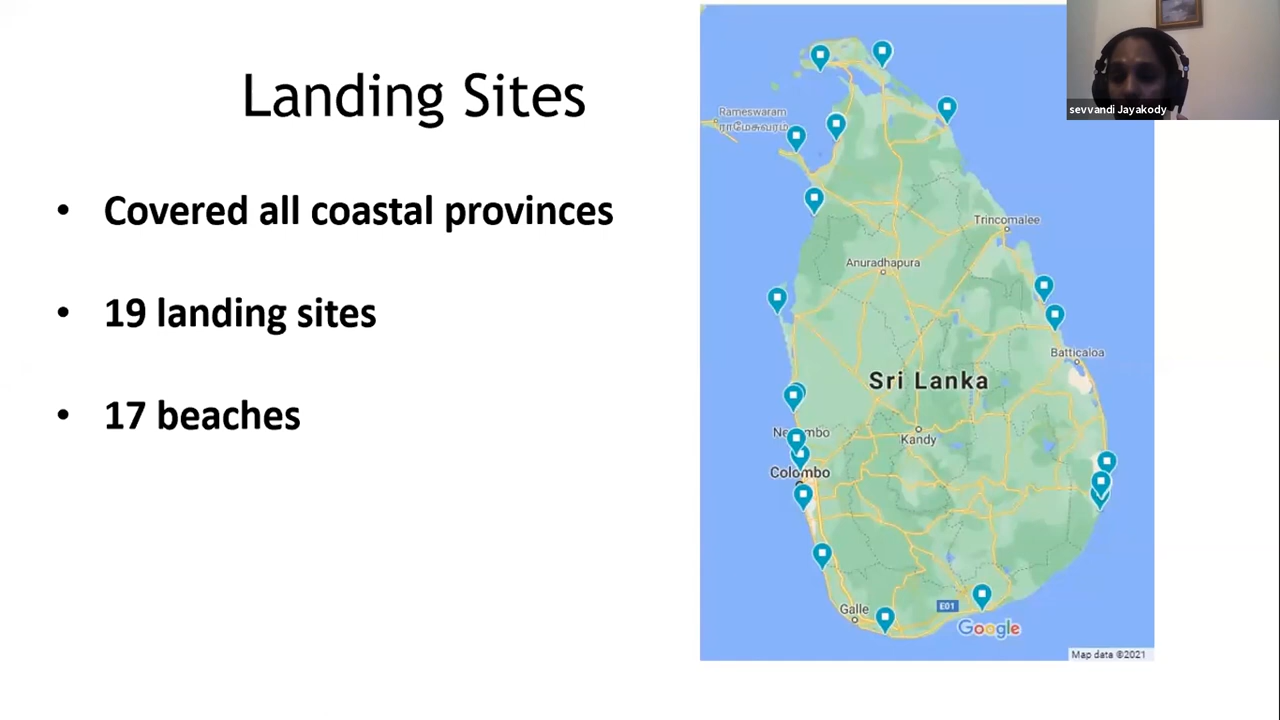 Landing Sites
• Covered all coastal provinces
• 19 landing sites
• 17 beaches
sevvandi Jayakody
Rameswaram
ராமேசுவரம்
Trincomalee
Anuradhapura
Batticaloa
Sri Lanka
Kandy
Colombo
Galle
E01
Google
Map data ©2021